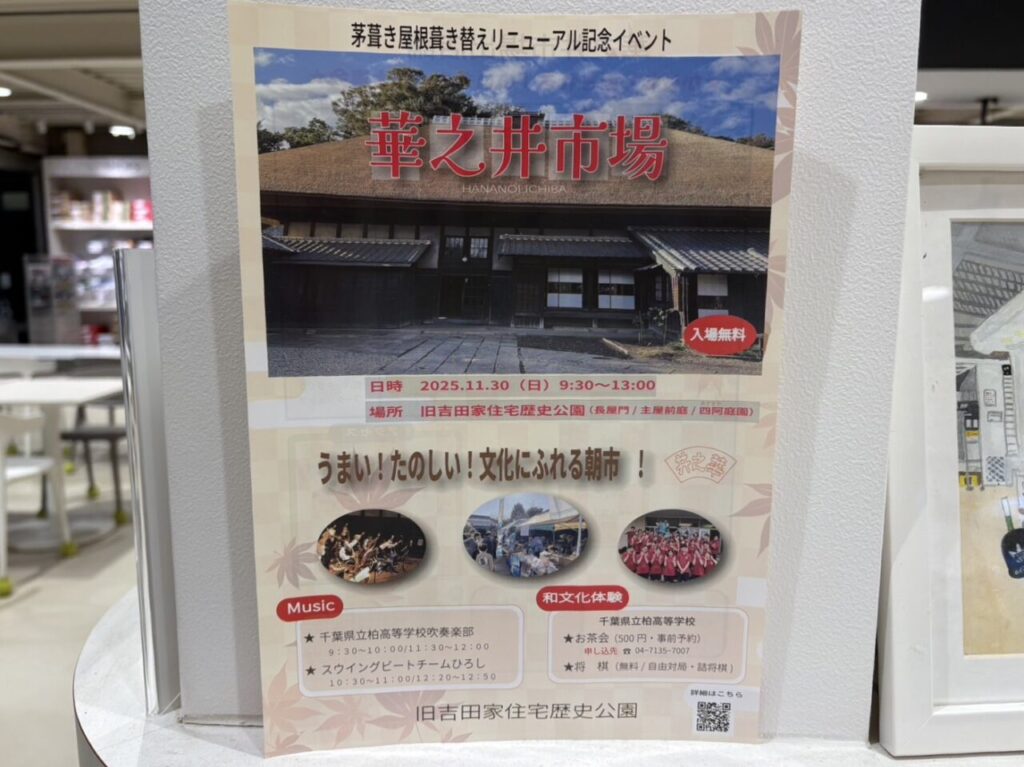 茅葺き屋根葺き替えリニューアル記念イベント
華之井市場
HANANOI ICHIBA
入場無料
日時 2025.11.30（日）9:30～13:00
場所 旧吉田家住宅歴史公園（長屋門 / 主屋前庭 / 四阿庭園）
うまい！たのしい！文化にふれる朝市 ！
Music
★ 千葉県立柏高等学校吹奏楽部
9：30～10：00/11：30～12：00
★ スウイングビートチームひろし
10：30～11：00/12：20～12：50
和文化体験
千葉県立柏高等学校
★お茶会（500 円・事前予約）
申し込先 ☎ 04-7135-7007
★将 棋（無料 / 自由対局・詰将棋）
詳細はこちら
旧吉田家住宅歴史公園